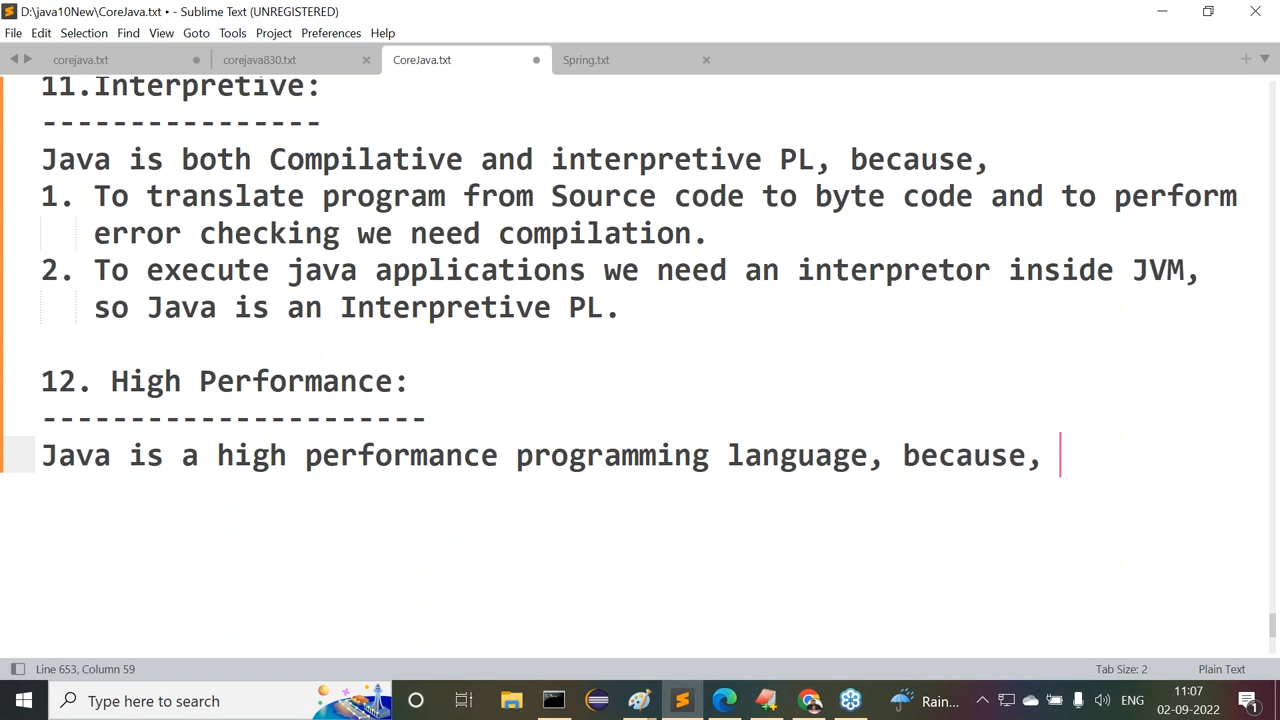 D:\java10New\CoreJava.txt • - Sublime Text (UNREGISTERED)
File Edit Selection Find View Goto Tools Project Preferences Help
corejava.txt corejava830.txt CoreJava.txt Spring.txt
11.Interpretive:
----------------
Java is both Compilative and interpretive PL, because,
1. To translate program from Source code to byte code and to perform
error checking we need compilation.
2. To execute java applications we need an interpretor inside JVM,
so Java is an Interpretive PL.
12. High Performance:
----------------------
Java is a high performance programming language, because,
Line 653, Column 59 Tab Size: 2 Plain Text
Type here to search Rain... ENG 11:07
02-09-2022 1